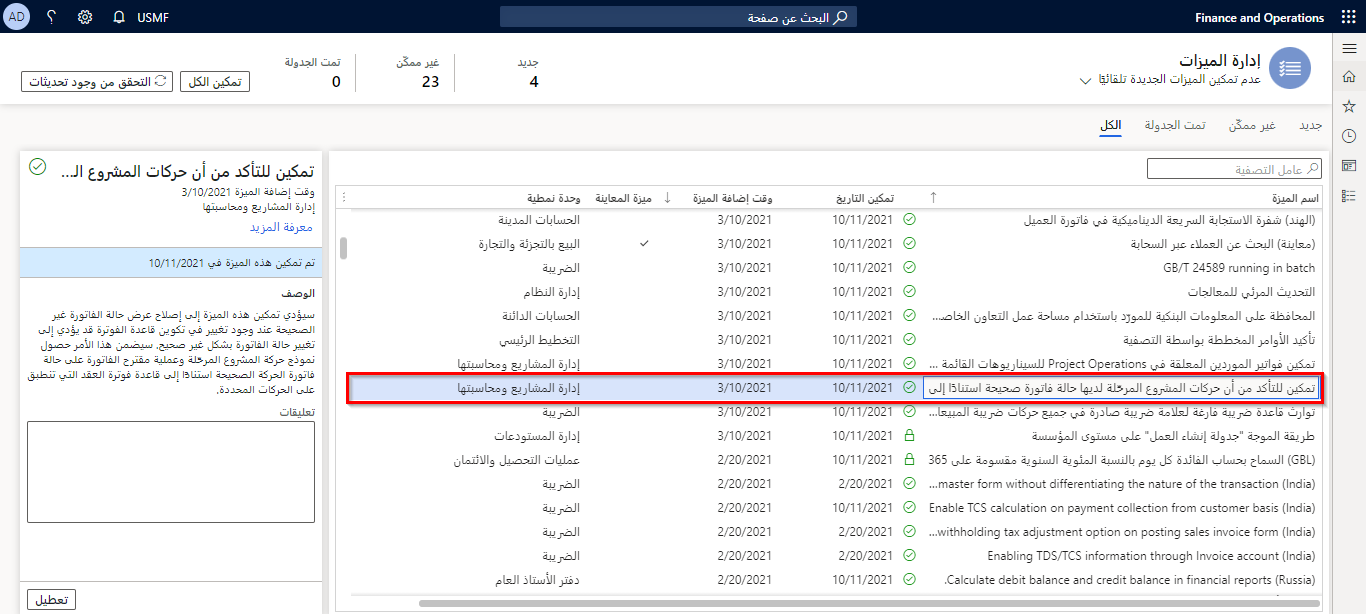 Finance and Operations
البحث عن صفحة
USMF
AD
إدارة الميزات
عدم تمكين الميزات الجديدة تلقائيًا
جديد
4
غير ممكّن
23
تمت الجدولة
0
تمكين الكل
التحقق من وجود تحديثات
جديد
غير ممكّن
تمت الجدولة
الكل
عامل التصفية
اسم الميزة تمكين التاريخ وقت إضافة الميزة ميزة المعاينة وحدة نمطية
(الهند) شفرة الاستجابة السريعة الديناميكية في فاتورة العميل 10/11/2021 3/10/2021 الحسابات المدينة
(معاينة) البحث عن العملاء عبر السحابة 10/11/2021 3/10/2021 البيع بالتجزئة والتجارة
GB/T 24589 running in batch 10/11/2021 3/10/2021 الضريبة
التحديث المرئي للمعالجات 10/11/2021 3/10/2021 إدارة النظام
المحافظة على المعلومات البنكية للمورّد باستخدام مساحة عمل التعاون الخاصـ... 10/11/2021 3/10/2021 الحسابات الدائنة
تأكيد الأوامر المخططة بواسطة التصفية 10/11/2021 3/10/2021 التخطيط الرئيسي
تمكين فواتير الموردين المعلقة في Project Operations للسيناريوهات القائمة ... 10/11/2021 3/10/2021 إدارة المشاريع ومحاسبتها
تمكين للتأكد من أن حركات المشروع المرحّلة لديها حالة فاتورة صحيحة استنادًا إلى 10/11/2021 3/10/2021 إدارة المشاريع ومحاسبتها
توارث قاعدة ضريبة فارغة لعلامة ضريبة صادرة في جميع حركات ضريبة المبيعا... 10/11/2021 3/10/2021 الضريبة
طريقة الموجة "جدولة إنشاء العمل" على مستوى المؤسسة 10/11/2021 3/10/2021 إدارة المستودعات
(GBL) السماح بحساب الفائدة كل يوم بالنسبة المئوية السنوية مقسومة على 365 10/11/2021 2/20/2021 عمليات التحصيل والائتمان
...master form without differentiating the nature of the transaction (India) 2/20/2021 2/20/2021 الضريبة
Enable TCS calculation on payment collection from customer basis (India) 10/11/2021 2/20/2021 الضريبة
...withholding tax adjustment option on posting sales invoice form (India) 2/20/2021 2/20/2021 الضريبة
Enabling TDS/TCS information through Invoice account (India) 2/20/2021 2/20/2021 الضريبة
.Calculate debit balance and credit balance in financial reports (Russia) 10/11/2021 2/20/2021 دفتر الأستاذ العام
تمكين للتأكد من أن حركات المشروع الـ...
وقت إضافة الميزة 3/10/2021
إدارة المشاريع ومحاسبتها
معرفة المزيد
تم تمكين هذه الميزة في 10/11/2021
الوصف
سيؤدي تمكين هذه الميزة إلى إصلاح عرض حالة الفاتورة غير
الصحيحة عند وجود تغيير في تكوين قاعدة الفوترة قد يؤدي إلى
تغيير حالة الفاتورة بشكل غير صحيح. سيضمن هذا الأمر حصول
نموذج حركة المشروع المرحّلة وعملية مقترح الفاتورة على حالة
فاتورة الحركة الصحيحة استنادًا إلى قاعدة فوترة العقد التي تنطبق
على الحركات المحددة.
تعليقات
تعطيل